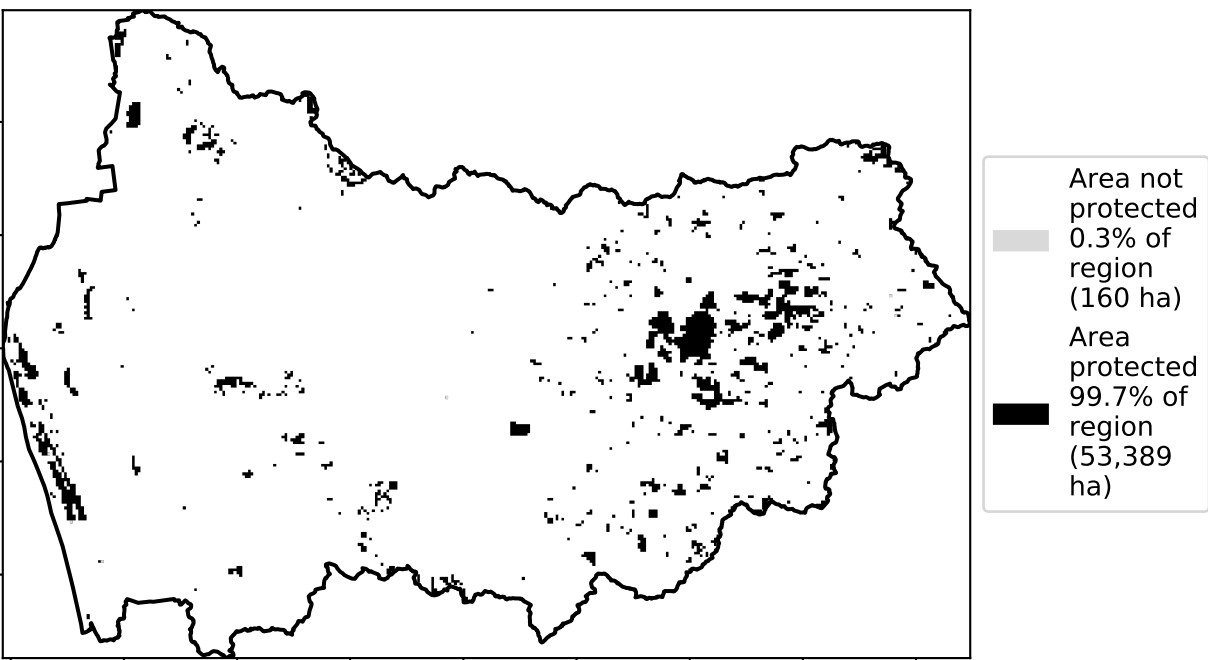 Area not
protected
0.3% of
region
(160 ha)
Area
protected
99.7% of
region
(53,389
ha)